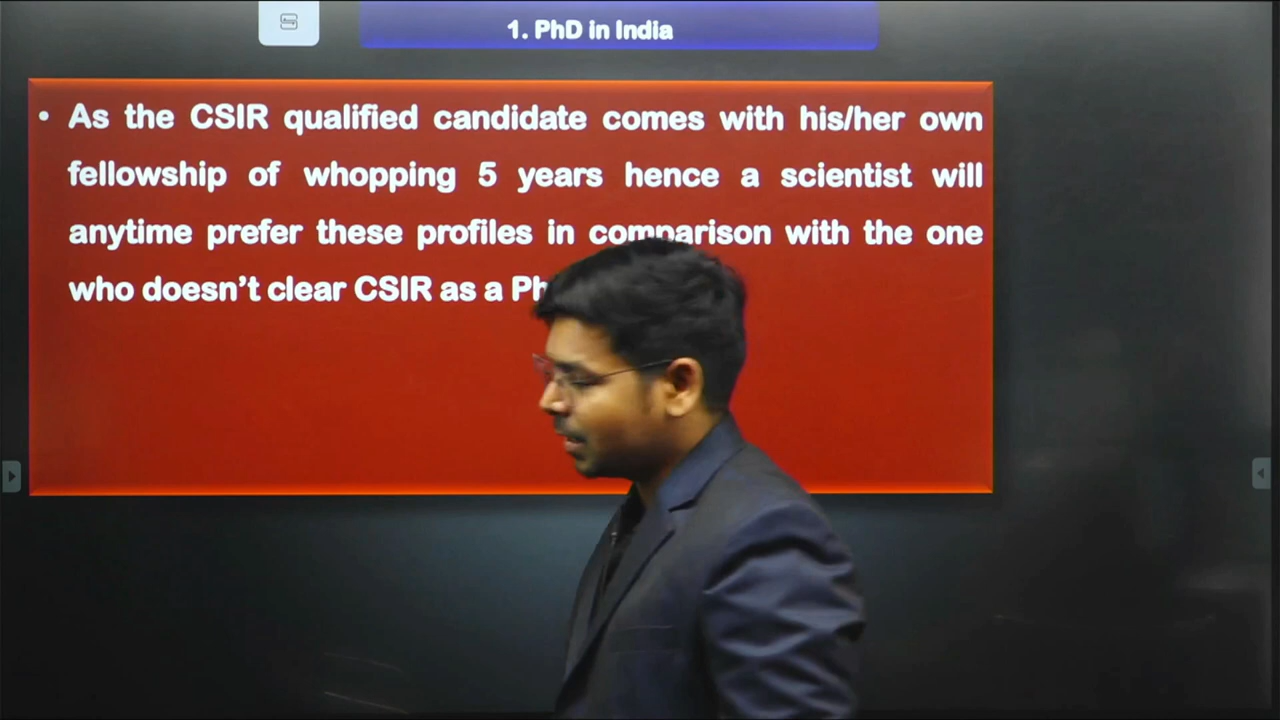 1. PhD in India
• As the CSIR qualified candidate comes with his/her own
fellowship of whopping 5 years hence a scientist will
anytime prefer these profiles in comparison with the one
who doesn't clear CSIR as a